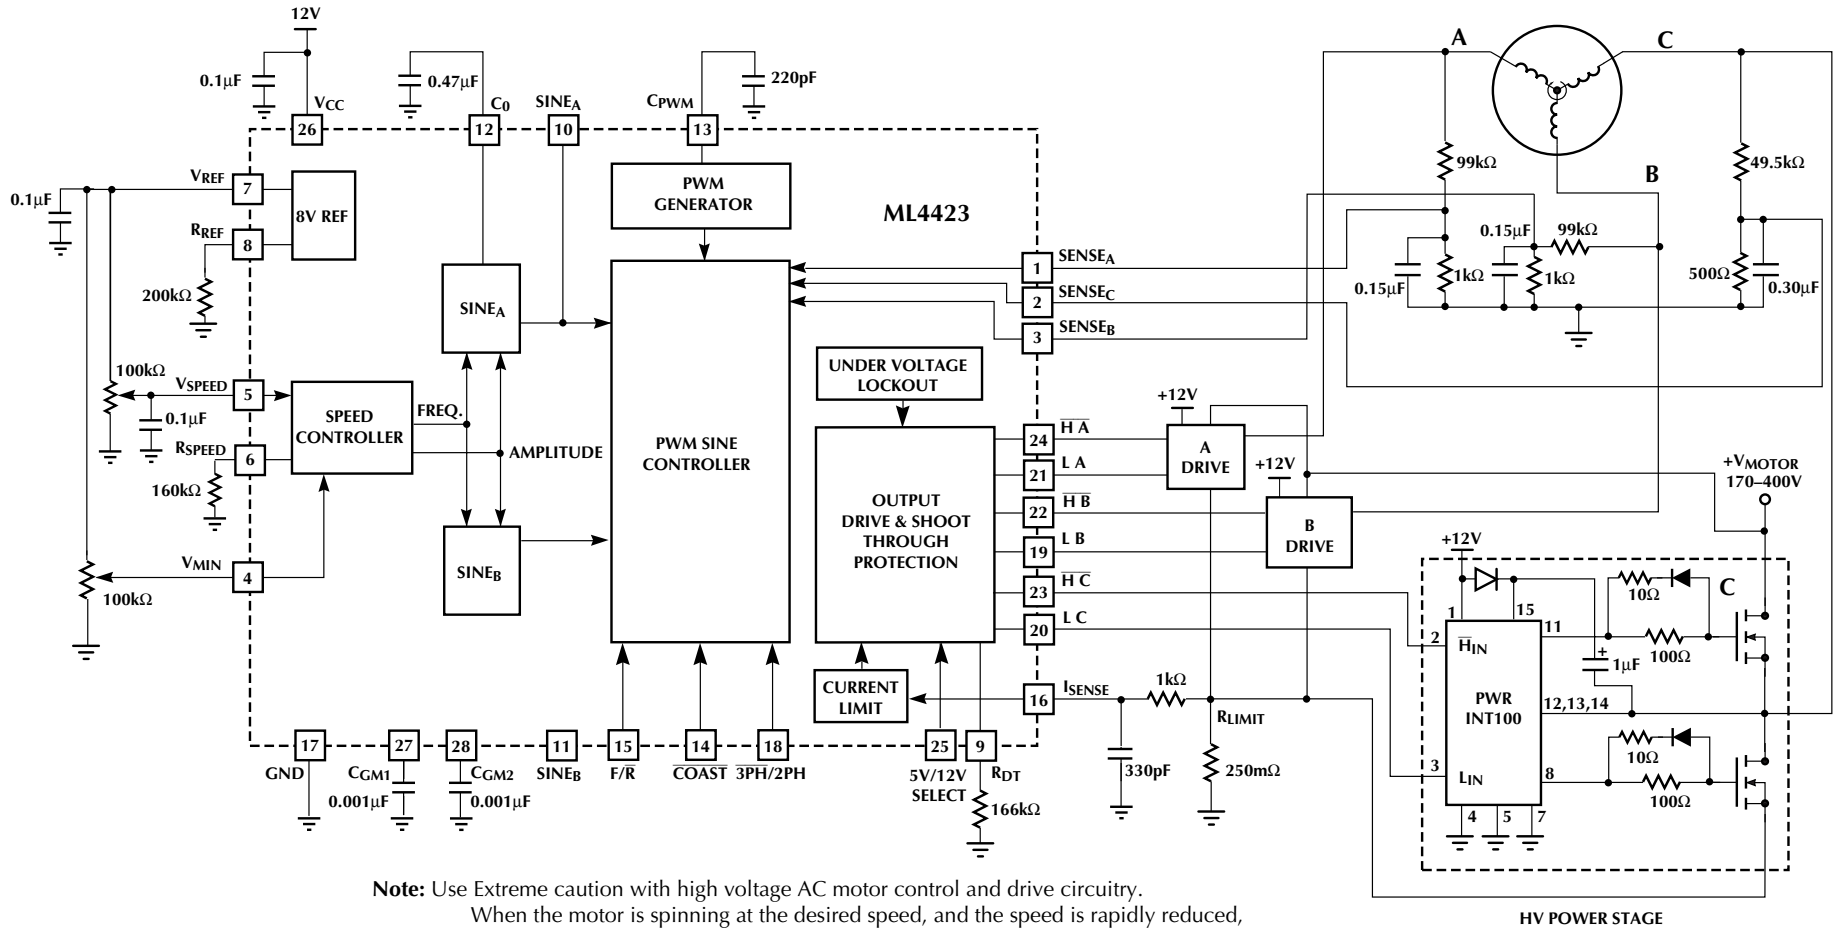 12V
0.1µF
VCC
26
0.47µF
C0
12
SINEA
10
CPWM
13
220pF
A
C
B
VREF
7
0.1µF
8V REF
RREF
8
200kΩ
PWM
GENERATOR
ML4423
SINEA
99kΩ
49.5kΩ
0.15µF
99kΩ
1kΩ
1kΩ
0.15µF
500Ω
0.30µF
1
SENSEA
2
SENSEC
3
SENSEB
100kΩ
VSPEED
5
0.1µF
SPEED
CONTROLLER
FREQ.
AMPLITUDE
RSPEED
6
160kΩ
VMIN
4
100kΩ
SINEB
PWM SINE
CONTROLLER
UNDER VOLTAGE
LOCKOUT
OUTPUT
DRIVE & SHOOT
THROUGH
PROTECTION
24
H̅ A̅
21
L A
22
H̅ B̅
19
L B
23
H̅ C̅
20
L C
+12V
A
DRIVE
+12V
B
DRIVE
+VMOTOR
170–400V
+12V
1
15
2
H̅IN
11
10Ω
C
100Ω
+
1µF
PWR
INT100
12,13,14
3
LIN
8
10Ω
100Ω
4
5
7
CURRENT
LIMIT
16
ISENSE
1kΩ
RLIMIT
330pF
250mΩ
17
GND
27
CGM1
0.001µF
28
CGM2
0.001µF
11
SINEB
15
F/R̅
14
C̅O̅A̅S̅T̅
18
3̅P̅H̅/2PH
25
5V/12V
SELECT
9
RDT
166kΩ
Note: Use Extreme caution with high voltage AC motor control and drive circuitry.
When the motor is spinning at the desired speed, and the speed is rapidly reduced,
HV POWER STAGE